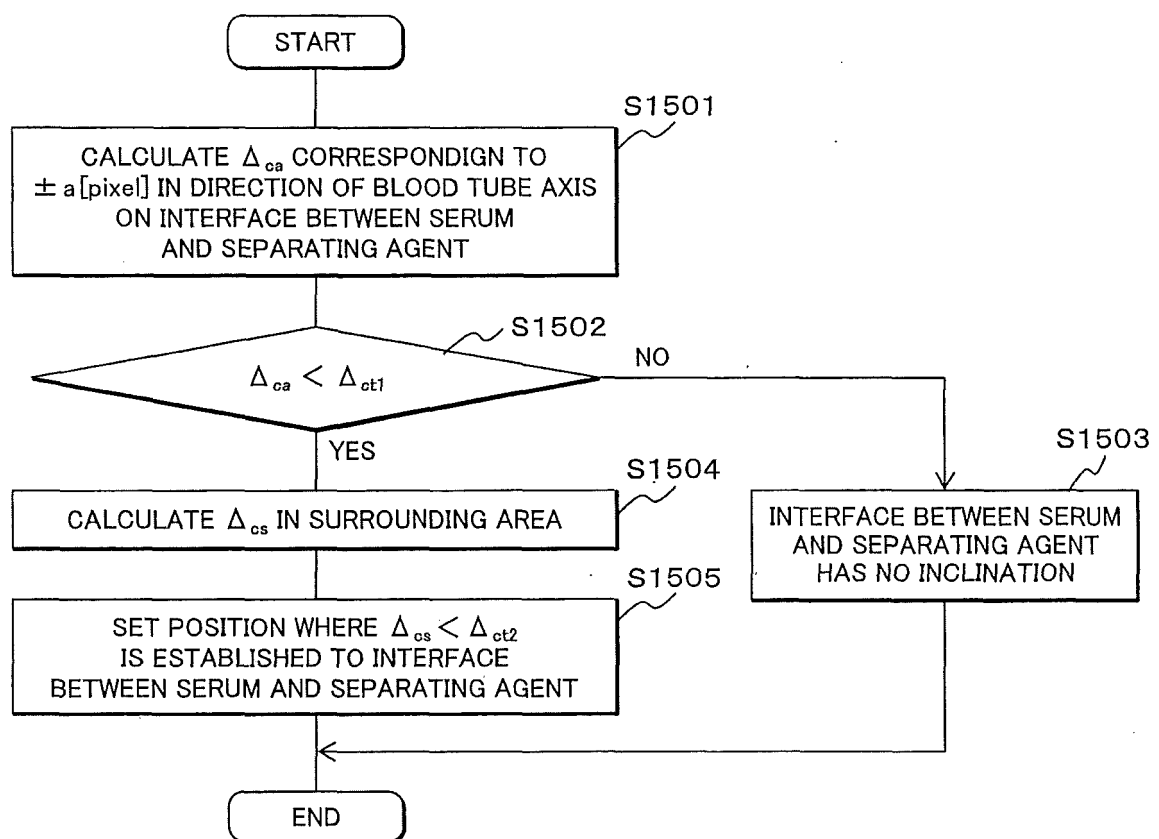 START
S1501
CALCULATE Δca CORRESPONDIGN TO
± a[pixel] IN DIRECTION OF BLOOD TUBE AXIS
ON INTERFACE BETWEEN SERUM
AND SEPARATING AGENT
S1502
Δca < Δct1
NO
YES
S1504
CALCULATE Δcs IN SURROUNDING AREA
S1503
INTERFACE BETWEEN SERUM
AND SEPARATING AGENT
HAS NO INCLINATION
S1505
SET POSITION WHERE Δcs < Δct2
IS ESTABLISHED TO INTERFACE
BETWEEN SERUM AND SEPARATING AGENT
END